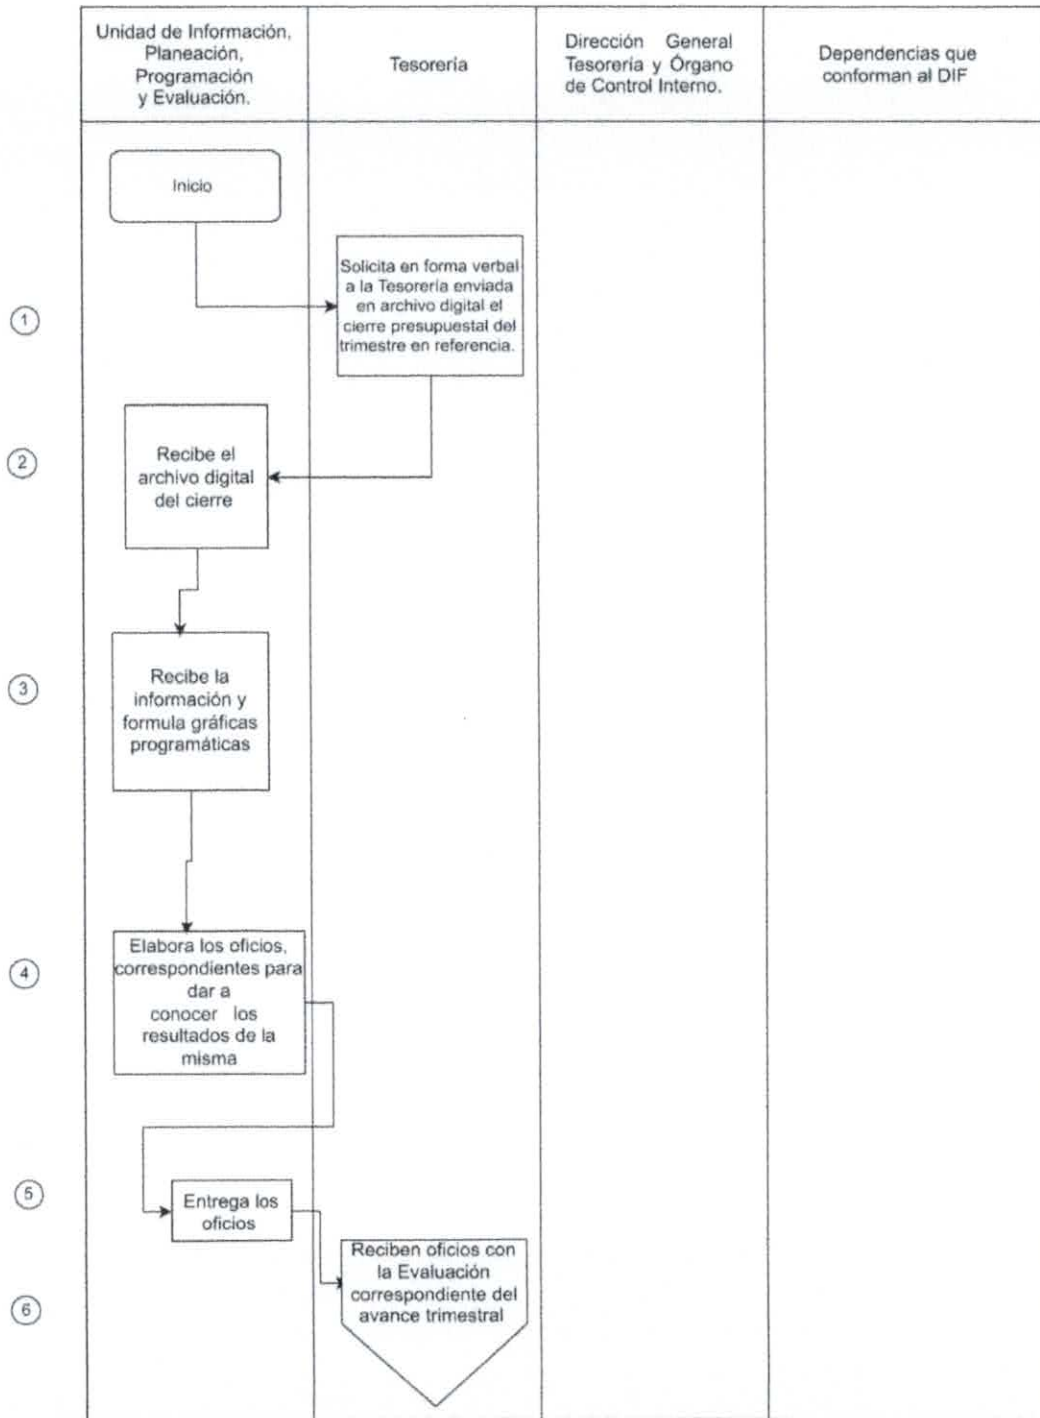 Unidad de Información,
Planeación,
Programación
y Evaluación.
Tesorería
Dirección General
Tesorería y Órgano
de Control Interno.
Dependencias que
conforman al DIF
Inicio
1
Solicita en forma verbal
a la Tesorería enviada
en archivo digital el
cierre presupuestal del
trimestre en referencia.
2
Recibe el
archivo digital
del cierre
3
Recibe la
información y
formula gráficas
programáticas
4
Elabora los oficios,
correspondientes para
dar a
conocer los
resultados de la
misma
5
Entrega los
oficios
6
Reciben oficios con
la Evaluación
correspondiente del
avance trimestral